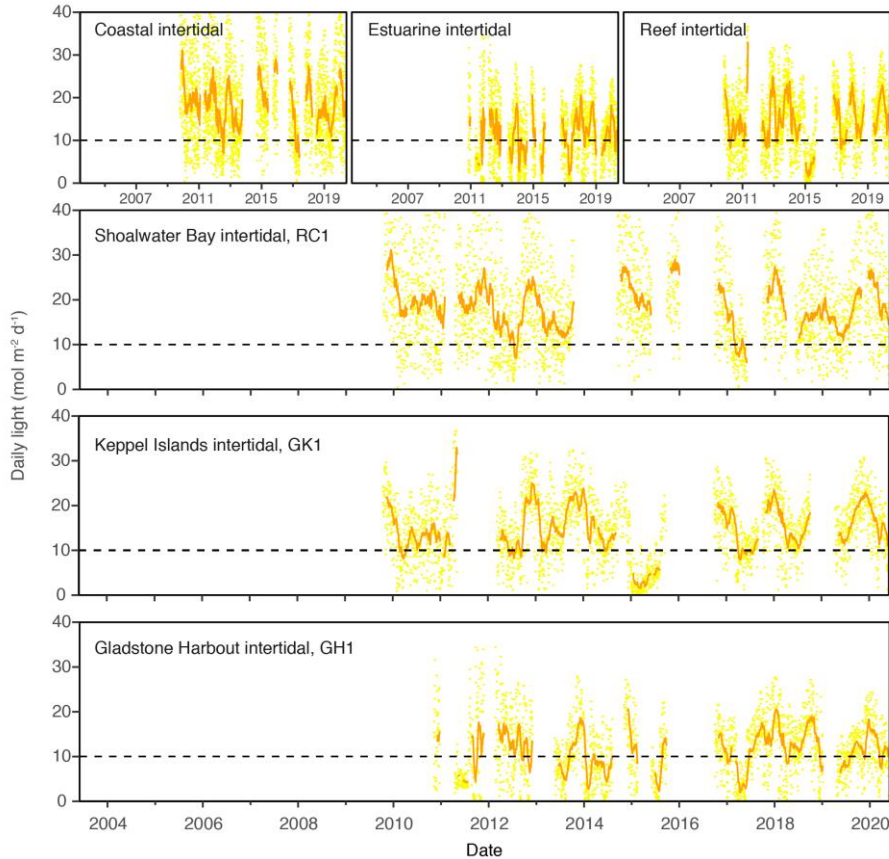 Coastal intertidal Estuarine intertidal Reef intertidal
40
30
20
10
0
2007 2011 2015 2019 2007 2011 2015 2019 2007 2011 2015 2019
Shoalwater Bay intertidal, RC1
40
30
20
10
0
Daily light (mol m⁻² d⁻¹)
Keppel Islands intertidal, GK1
40
30
20
10
0
Gladstone Harbout intertidal, GH1
40
30
20
10
0
2004 2006 2008 2010 2012 2014 2016 2018 2020
Date